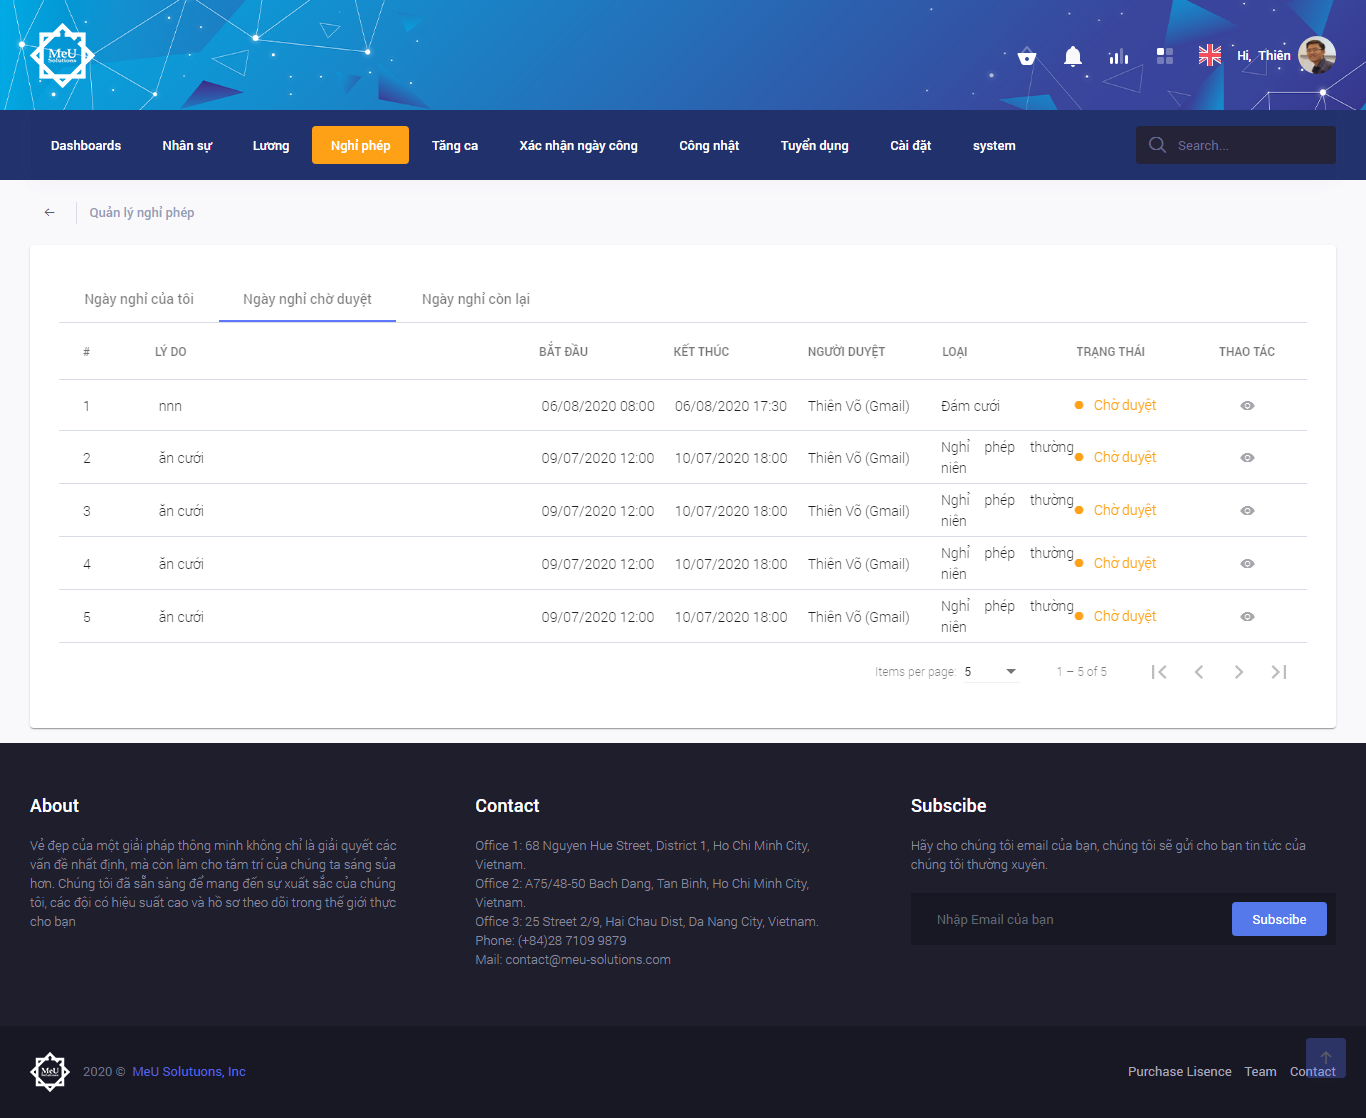 MeU
Solutions
Hi, Thiên
Dashboards Nhân sự Lương Nghỉ phép Tăng ca Xác nhận ngày công Công nhật Tuyển dụng Cài đặt system Search...
Quản lý nghỉ phép
Ngày nghỉ của tôi Ngày nghỉ chờ duyệt Ngày nghỉ còn lại
# LÝ DO BẮT ĐẦU KẾT THÚC NGƯỜI DUYỆT LOẠI TRẠNG THÁI THAO TÁC
1 nnn 06/08/2020 08:00 06/08/2020 17:30 Thiên Võ (Gmail) Đám cưới Chờ duyệt
2 ăn cưới 09/07/2020 12:00 10/07/2020 18:00 Thiên Võ (Gmail) Nghỉ phép thường Chờ duyệt
niên
3 ăn cưới 09/07/2020 12:00 10/07/2020 18:00 Thiên Võ (Gmail) Nghỉ phép thường Chờ duyệt
niên
4 ăn cưới 09/07/2020 12:00 10/07/2020 18:00 Thiên Võ (Gmail) Nghỉ phép thường Chờ duyệt
niên
5 ăn cưới 09/07/2020 12:00 10/07/2020 18:00 Thiên Võ (Gmail) Nghỉ phép thường Chờ duyệt
niên
Items per page: 5 1 – 5 of 5
About
Vẻ đẹp của một giải pháp thông minh không chỉ là giải quyết các
vấn đề nhất định, mà còn làm cho tâm trí của chúng ta sáng sủa
hơn. Chúng tôi đã sẵn sàng để mang đến sự xuất sắc của chúng
tôi, các đội có hiệu suất cao và hồ sơ theo dõi trong thế giới thực
cho bạn
Contact
Office 1: 68 Nguyen Hue Street, District 1, Ho Chi Minh City,
Vietnam.
Office 2: A75/48-50 Bach Dang, Tan Binh, Ho Chi Minh City,
Vietnam.
Office 3: 25 Street 2/9, Hai Chau Dist, Da Nang City, Vietnam.
Phone: (+84)28 7109 9879
Mail: contact@meu-solutions.com
Subscibe
Hãy cho chúng tôi email của bạn, chúng tôi sẽ gửi cho bạn tin tức của
chúng tôi thường xuyên.
Nhập Email của bạn Subscibe
MeU
Solutions
2020 © MeU Solutuons, Inc
Purchase Lisence Team Contact